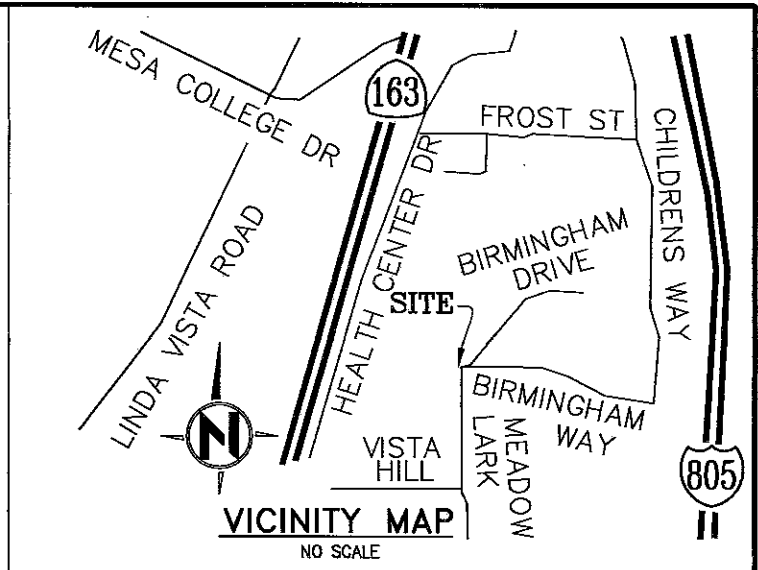 MESA COLLEGE DR
163
FROST ST
CHILDRENS WAY
HEALTH CENTER DR
LINDA VISTA ROAD
BIRMINGHAM
DRIVE
SITE
BIRMINGHAM
WAY
MEADOW
LARK
VISTA
HILL
805
N
VICINITY MAP
NO SCALE